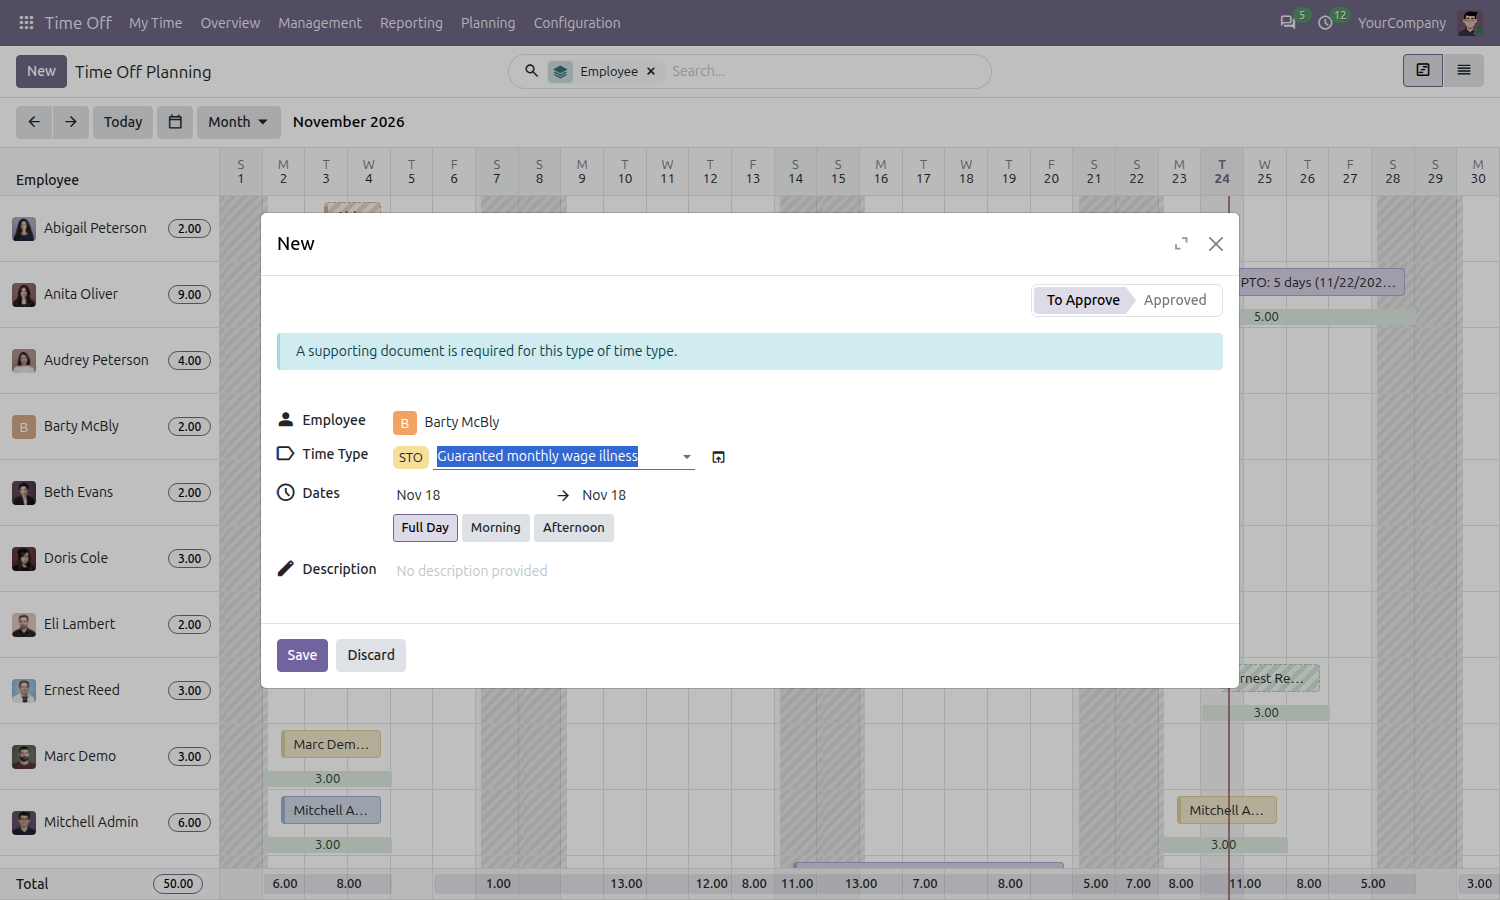 Time Off My Time Overview Management Reporting Planning Configuration 5 12 YourCompany
New Time Off Planning Employee Search...
Today Month November 2026
S M T W T F S S M T W T F S S M T W T F S S M T W T F S S M
Employee 1 2 3 4 5 6 7 8 9 10 11 12 13 14 15 16 17 18 19 20 21 22 23 24 25 26 27 28 29 30
Abigail Peterson 2.00
New
Anita Oliver 9.00 PTO: 5 days (11/22/202...
To Approve Approved
5.00
A supporting document is required for this type of time type.
Audrey Peterson 4.00
Employee B Barty McBly
B Barty McBly 2.00
Time Type STO Guaranted monthly wage illness
Beth Evans 2.00
Dates Nov 18 Nov 18
Full Day Morning Afternoon
Doris Cole 3.00
Description No description provided
Eli Lambert 2.00
Save Discard
Ernest Reed 3.00 rnest Re...
3.00
Marc Demo 3.00 Marc Dem...
3.00
Mitchell Admin 6.00 Mitchell A... Mitchell A...
3.00 3.00
Total 50.00 6.00 8.00 1.00 13.00 12.00 8.00 11.00 13.00 7.00 8.00 5.00 7.00 8.00 11.00 8.00 5.00 3.00